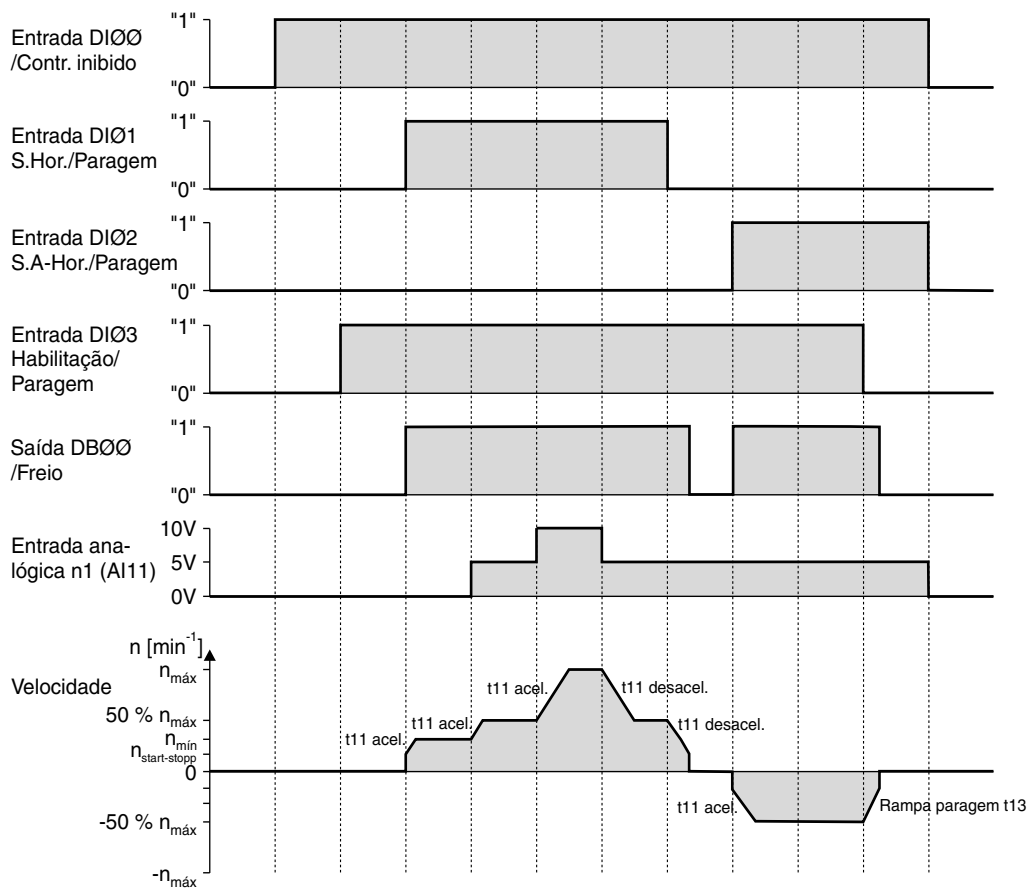 Entrada DIØØ
/Contr. inibido
"1"
"0"
Entrada DIØ1
S.Hor./Paragem
"1"
"0"
Entrada DIØ2
S.A-Hor./Paragem
"1"
"0"
Entrada DIØ3
Habilitação/
Paragem
"1"
"0"
Saída DBØØ
/Freio
"1"
"0"
Entrada ana-
lógica n1 (AI11)
10V
5V
0V
n [min⁻¹]
Velocidade
nmáx
50 % nmáx
nmín
nstart-stopp
0
-50 % nmáx
-nmáx
t11 acel.
t11 acel.
t11 acel.
t11 desacel.
t11 desacel.
t11 acel.
Rampa paragem t13